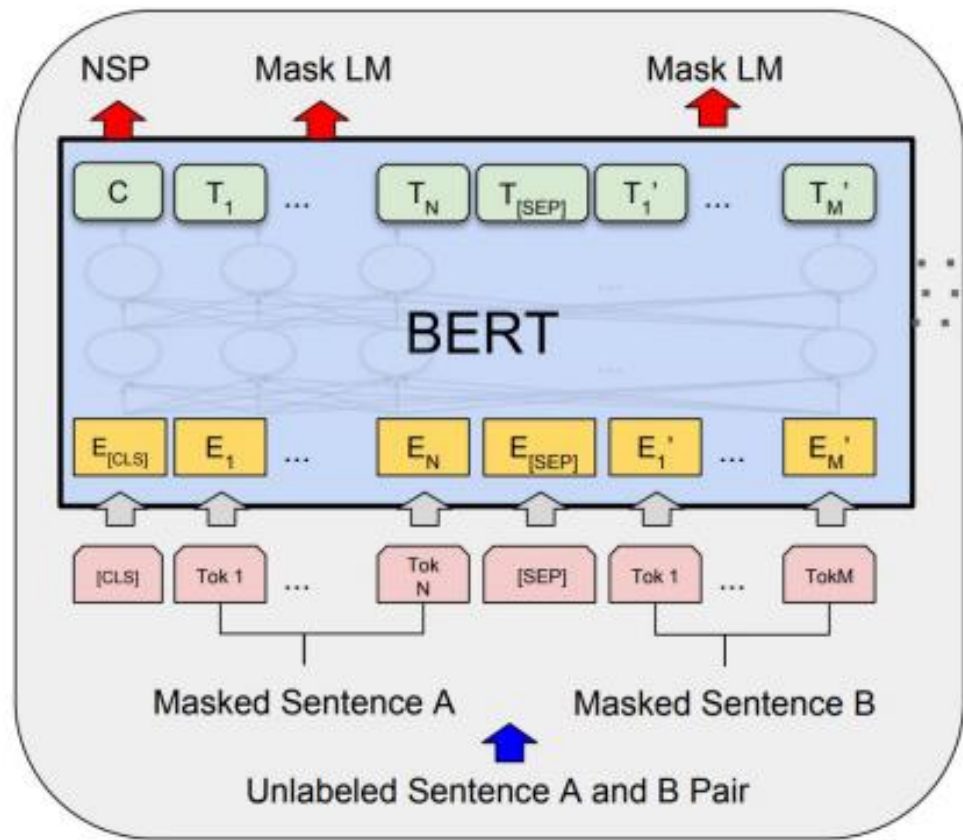 NSP Mask LM Mask LM
C T1 ... TN T[SEP] T1' ... TM'
...
BERT
...
E[CLS] E1 ... EN E[SEP] E1' ... EM'
[CLS] Tok 1 ... Tok N [SEP] Tok 1 ... TokM
Masked Sentence A Masked Sentence B
Unlabeled Sentence A and B Pair